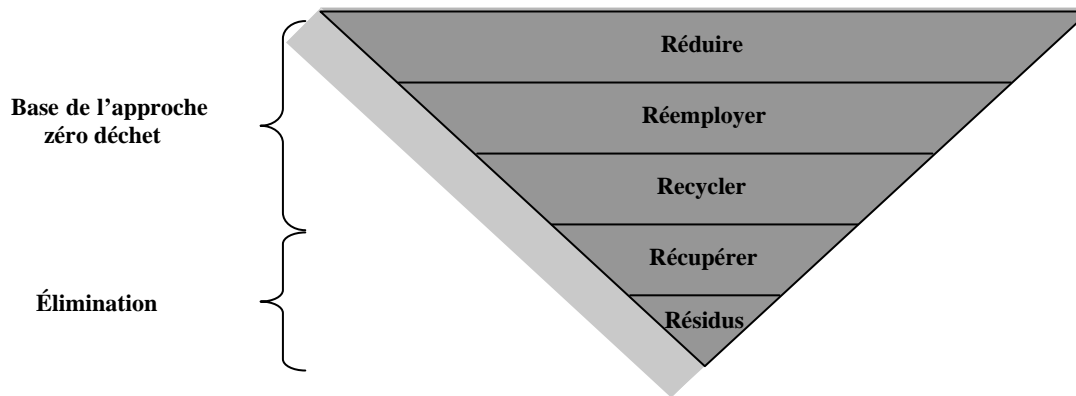 Réduire
Base de l’approche
zéro déchet
Réemployer
Recycler
Récupérer
Élimination
Résidus